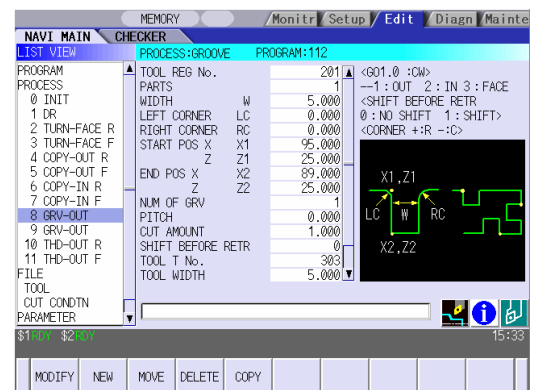 MEMORY Monitr Setup Edit Diagn Mainte
NAVI MAIN CHECKER
LIST VIEW PROCESS:GROOVE PROGRAM:112
PROGRAM
PROCESS
0 INIT
1 DR
2 TURN-FACE R
3 TURN-FACE F
4 COPY-OUT R
5 COPY-OUT F
6 COPY-IN R
7 COPY-IN F
8 GRV-OUT
9 GRV-OUT
10 THD-OUT R
11 THD-OUT F
FILE
TOOL
CUT CONDTN
PARAMETER
TOOL REG No. 201
PARTS 1
WIDTH W 5.000
LEFT CORNER LC 0.000
RIGHT CORNER RC 0.000
START POS X X1 95.000
Z Z1 25.000
END POS X X2 89.000
Z Z2 25.000
NUM OF GRV 1
PITCH 0.000
CUT AMOUNT 1.000
SHIFT BEFORE RETR 0
TOOL T No. 303
TOOL WIDTH 5.000
<G01.0 :CW>
--1:OUT 2:IN 3:FACE
<SHIFT BEFORE RETR
0:NO SHIFT 1:SHIFT>
<CORNER +:R -:C>
X1,Z1
LC W RC
X2,Z2
$1RDY $2RDY 15:33
MODIFY NEW MOVE DELETE COPY